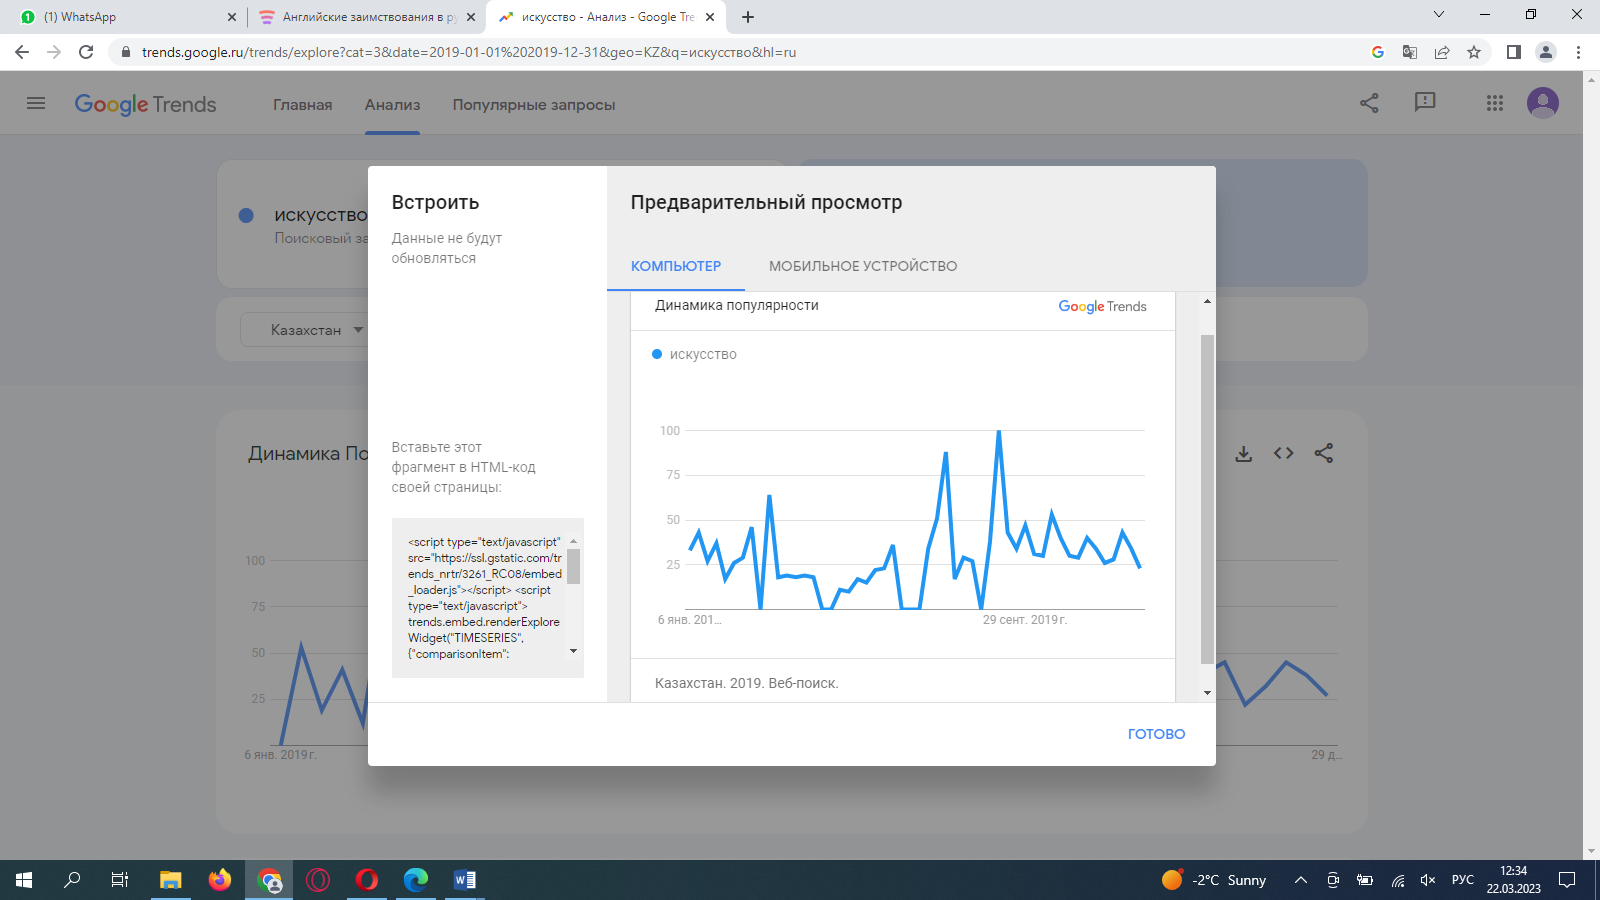 (1) WhatsApp
Английские заимствования в ру
искусство - Анализ - Google Tre
trends.google.ru/trends/explore?cat=3&date=2019-01-01%202019-12-31&geo=KZ&q=искусство&hl=ru
Google Trends
Главная
Анализ
Популярные запросы
искусство
Поисковый за
Казахстан
Динамика По
100
75
50
25
6 янв. 2019 г.
29 д...
Встроить
Данные не будут
обновляться
Вставьте этот
фрагмент в HTML-код
своей страницы:
<script type="text/javascript"
src="https://ssl.gstatic.com/tr
ends_nrtr/3261_RC08/embed
_loader.js"></script> <script
type="text/javascript">
trends.embed.renderExplore
Widget("TIMESERIES",
{"comparisonItem":
Предварительный просмотр
КОМПЬЮТЕР
МОБИЛЬНОЕ УСТРОЙСТВО
Динамика популярности
Google Trends
искусство
100
75
50
25
6 янв. 201...
29 сент. 2019 г.
Казахстан. 2019. Веб-поиск.
ГОТОВО
-2°C Sunny
РУС
12:34
22.03.2023